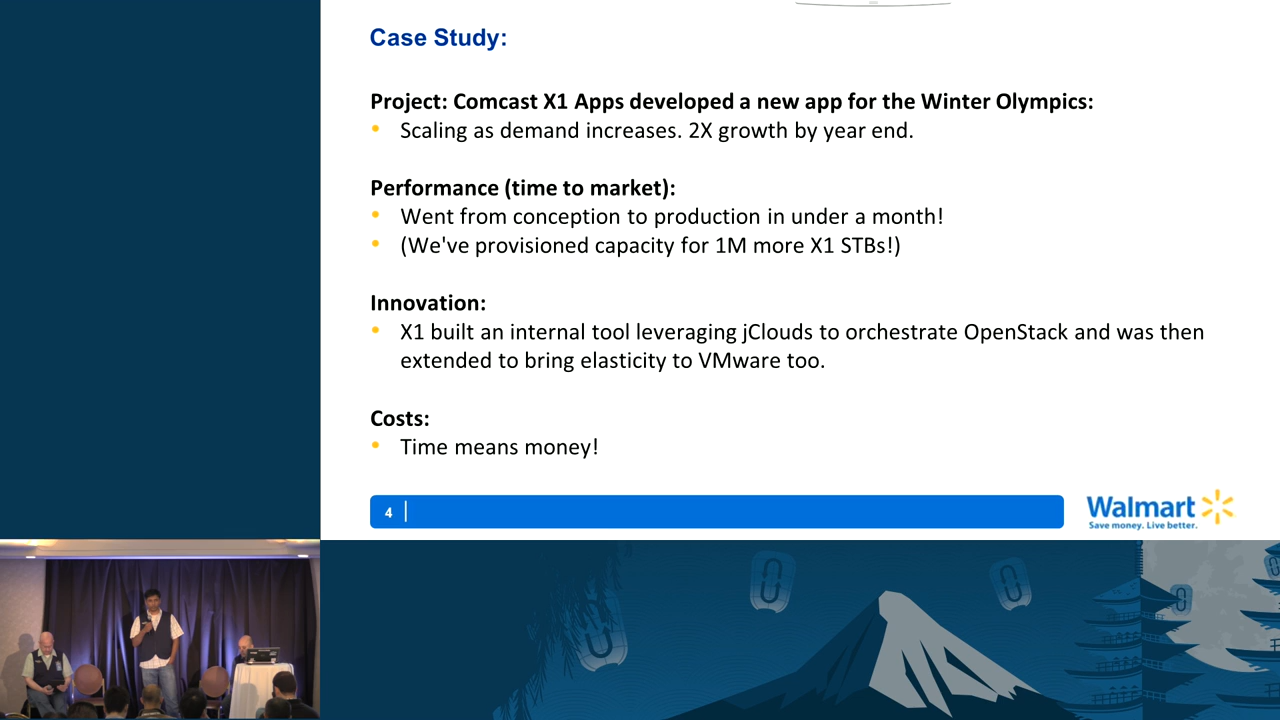 Case Study:
Project: Comcast X1 Apps developed a new app for the Winter Olympics:
• Scaling as demand increases. 2X growth by year end.
Performance (time to market):
• Went from conception to production in under a month!
• (We've provisioned capacity for 1M more X1 STBs!)
Innovation:
• X1 built an internal tool leveraging jClouds to orchestrate OpenStack and was then
extended to bring elasticity to VMware too.
Costs:
• Time means money!
4
Walmart
Save money. Live better.